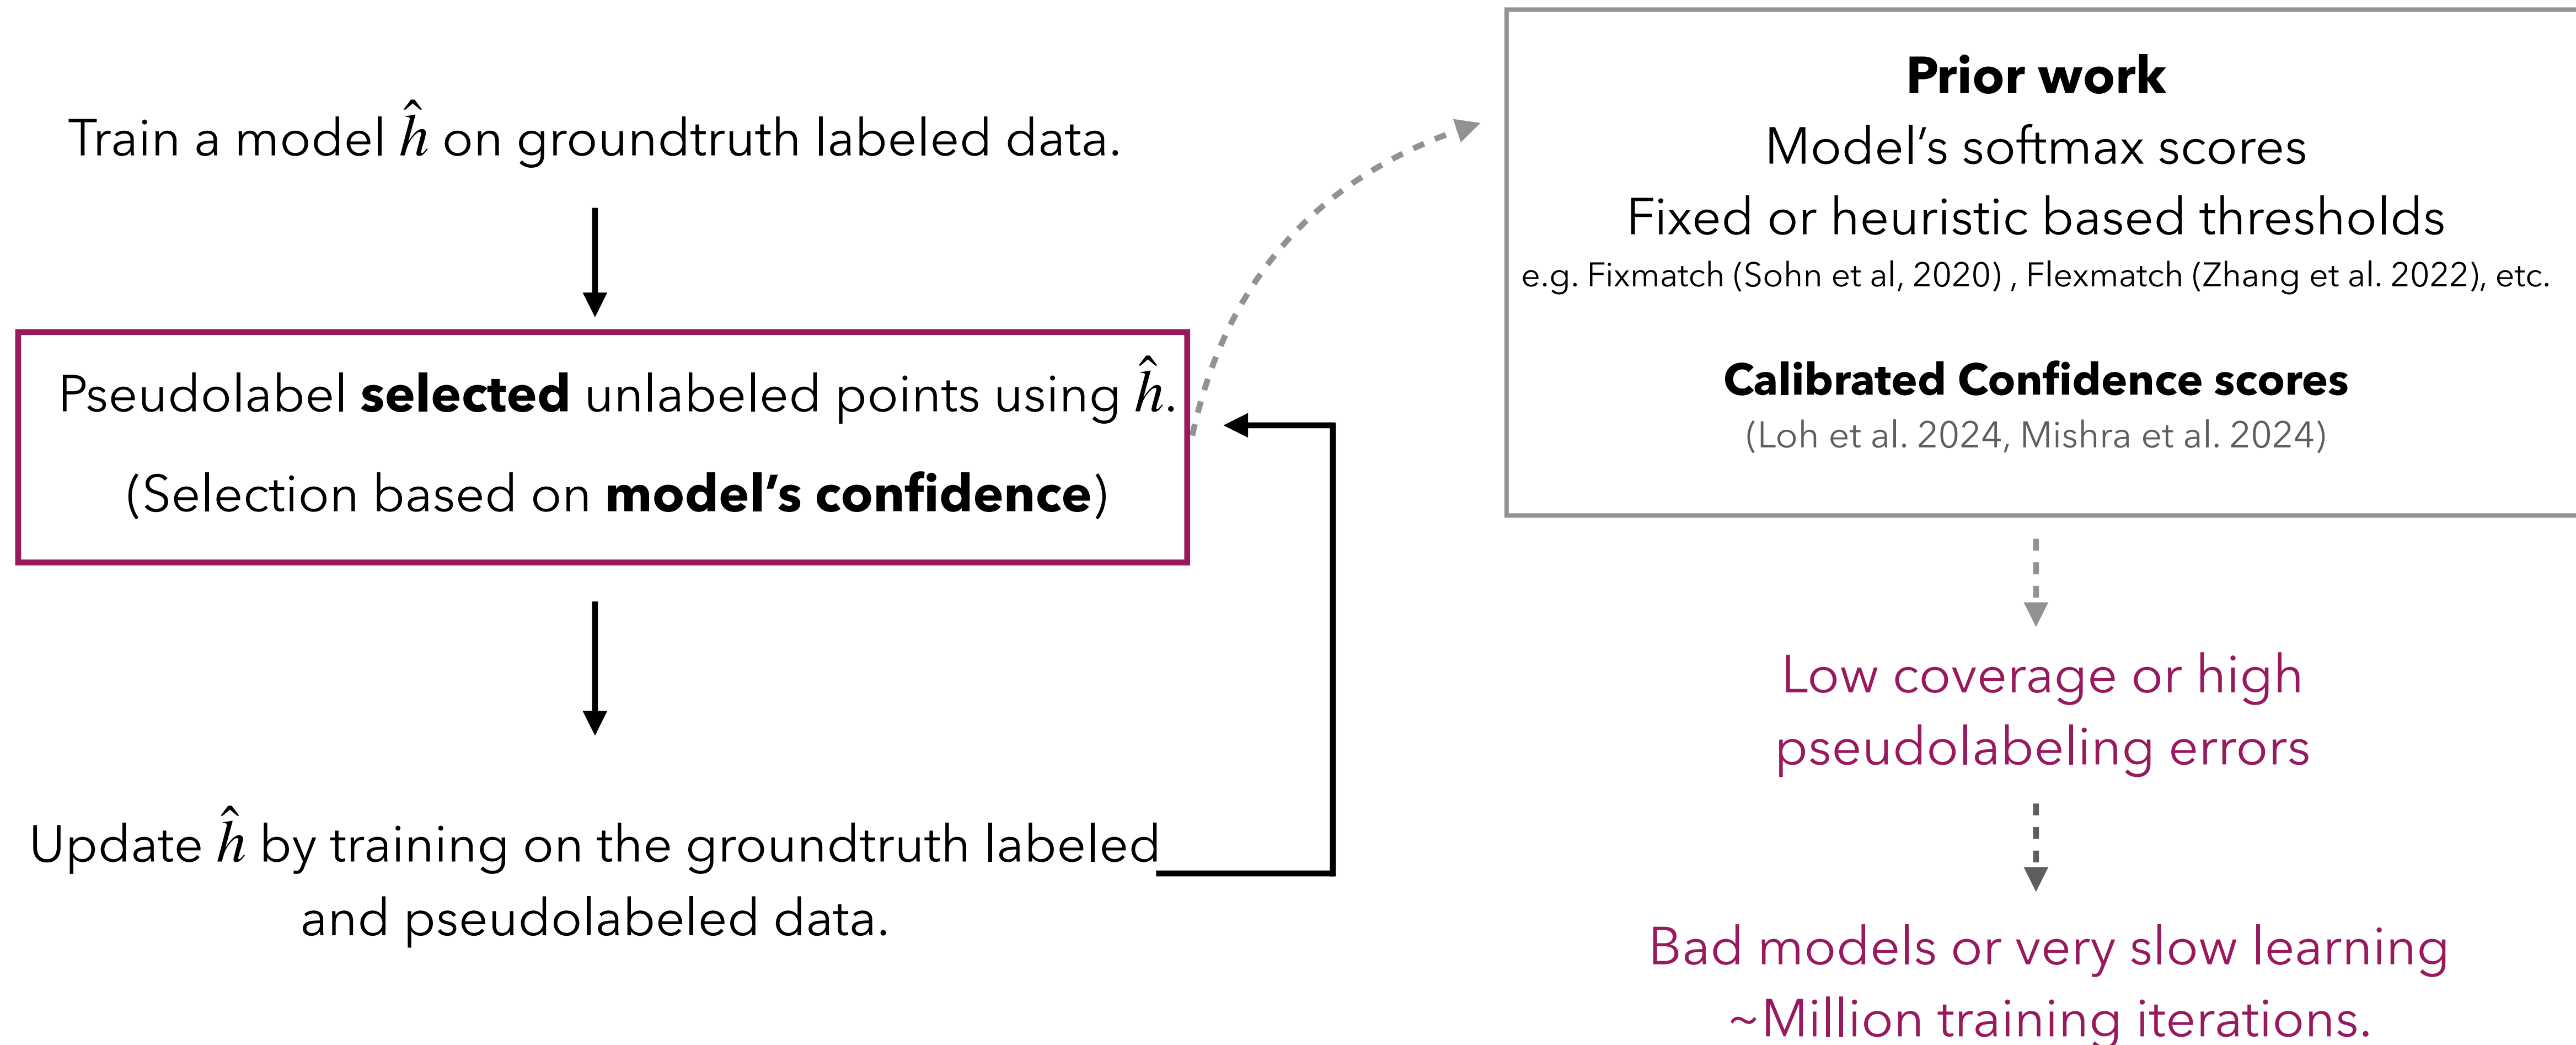 Train a model ĥ on groundtruth labeled data.
Pseudolabel selected unlabeled points using ĥ.
(Selection based on model’s confidence)
Update ĥ by training on the groundtruth labeled
and pseudolabeled data.
Prior work
Model’s softmax scores
Fixed or heuristic based thresholds
e.g. Fixmatch (Sohn et al, 2020) , Flexmatch (Zhang et al. 2022), etc.
Calibrated Confidence scores
(Loh et al. 2024, Mishra et al. 2024)
Low coverage or high
pseudolabeling errors
Bad models or very slow learning
~Million training iterations.